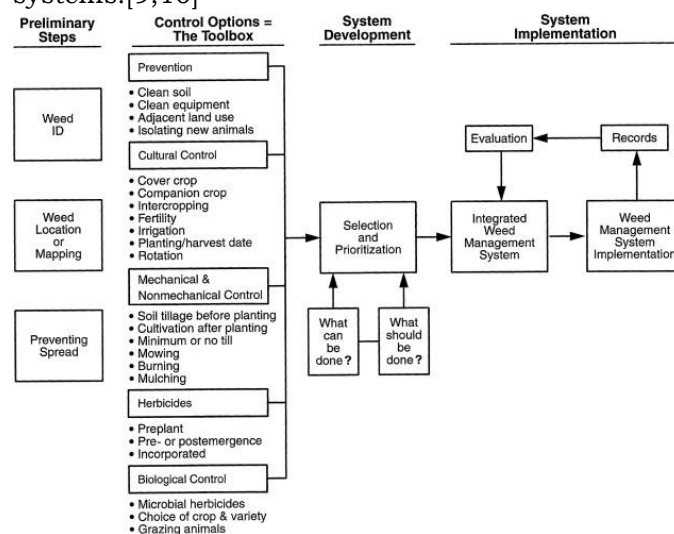 systems.[9,10]
Preliminary
Steps
Control Options =
The Toolbox
System
Development
System
Implementation
Weed
ID
Weed
Location
or
Mapping
Preventing
Spread
Prevention
• Clean soil
• Clean equipment
• Adjacent land use
• Isolating new animals
Cultural Control
• Cover crop
• Companion crop
• Intercropping
• Fertility
• Irrigation
• Planting/harvest date
• Rotation
Mechanical &
Nonmechanical Control
• Soil tillage before planting
• Cultivation after planting
• Minimum or no till
• Mowing
• Burning
• Mulching
Herbicides
• Preplant
• Pre- or postemergence
• Incorporated
Biological Control
• Microbial herbicides
• Choice of crop & variety
• Grazing animals
Selection
and
Prioritization
What
can
be
done?
What
should
be
done?
Evaluation
Records
Integrated
Weed
Management
System
Weed
Management
System
Implementation